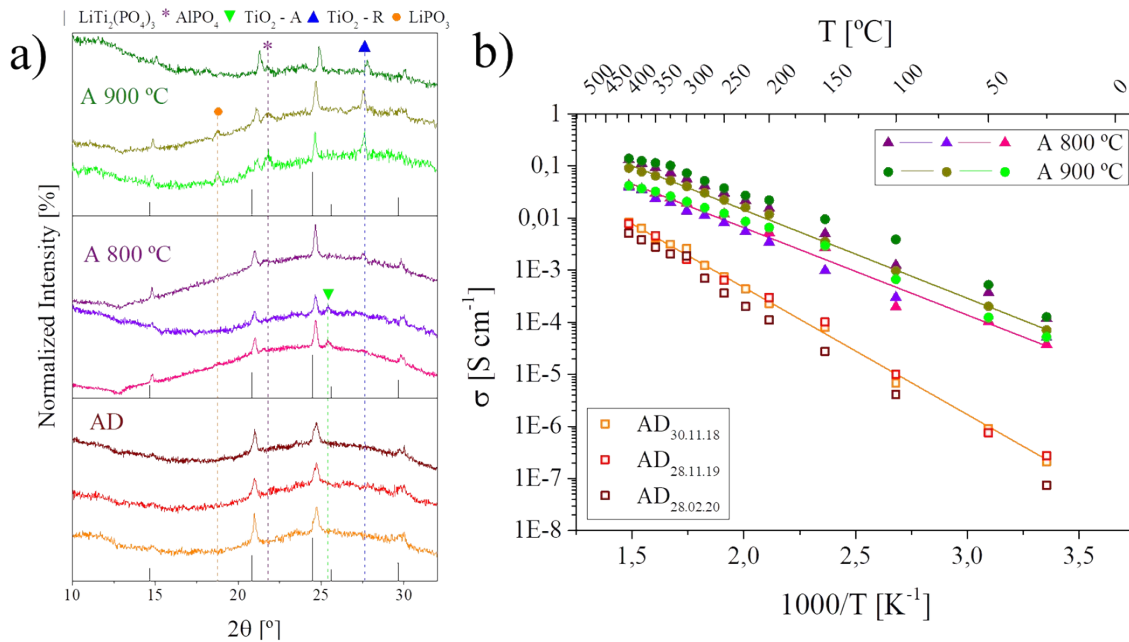 LiTi₂(PO₄)₃ * AlPO₄ TiO₂ - A TiO₂ - R LiPO₃
a)
Normalized Intensity [%]
A 900 ºC
A 800 ºC
AD
*
10 15 20 25 30
2θ [º]
b)
T [ºC]
500 450 400 350 300 250 200 150 100 50 0
σ [S cm⁻¹]
1
0,1
0,01
1E-3
1E-4
1E-5
1E-6
1E-7
1E-8
A 800 ºC
A 900 ºC
AD30.11.18
AD28.11.19
AD28.02.20
1,5 2,0 2,5 3,0 3,5
1000/T [K⁻¹]